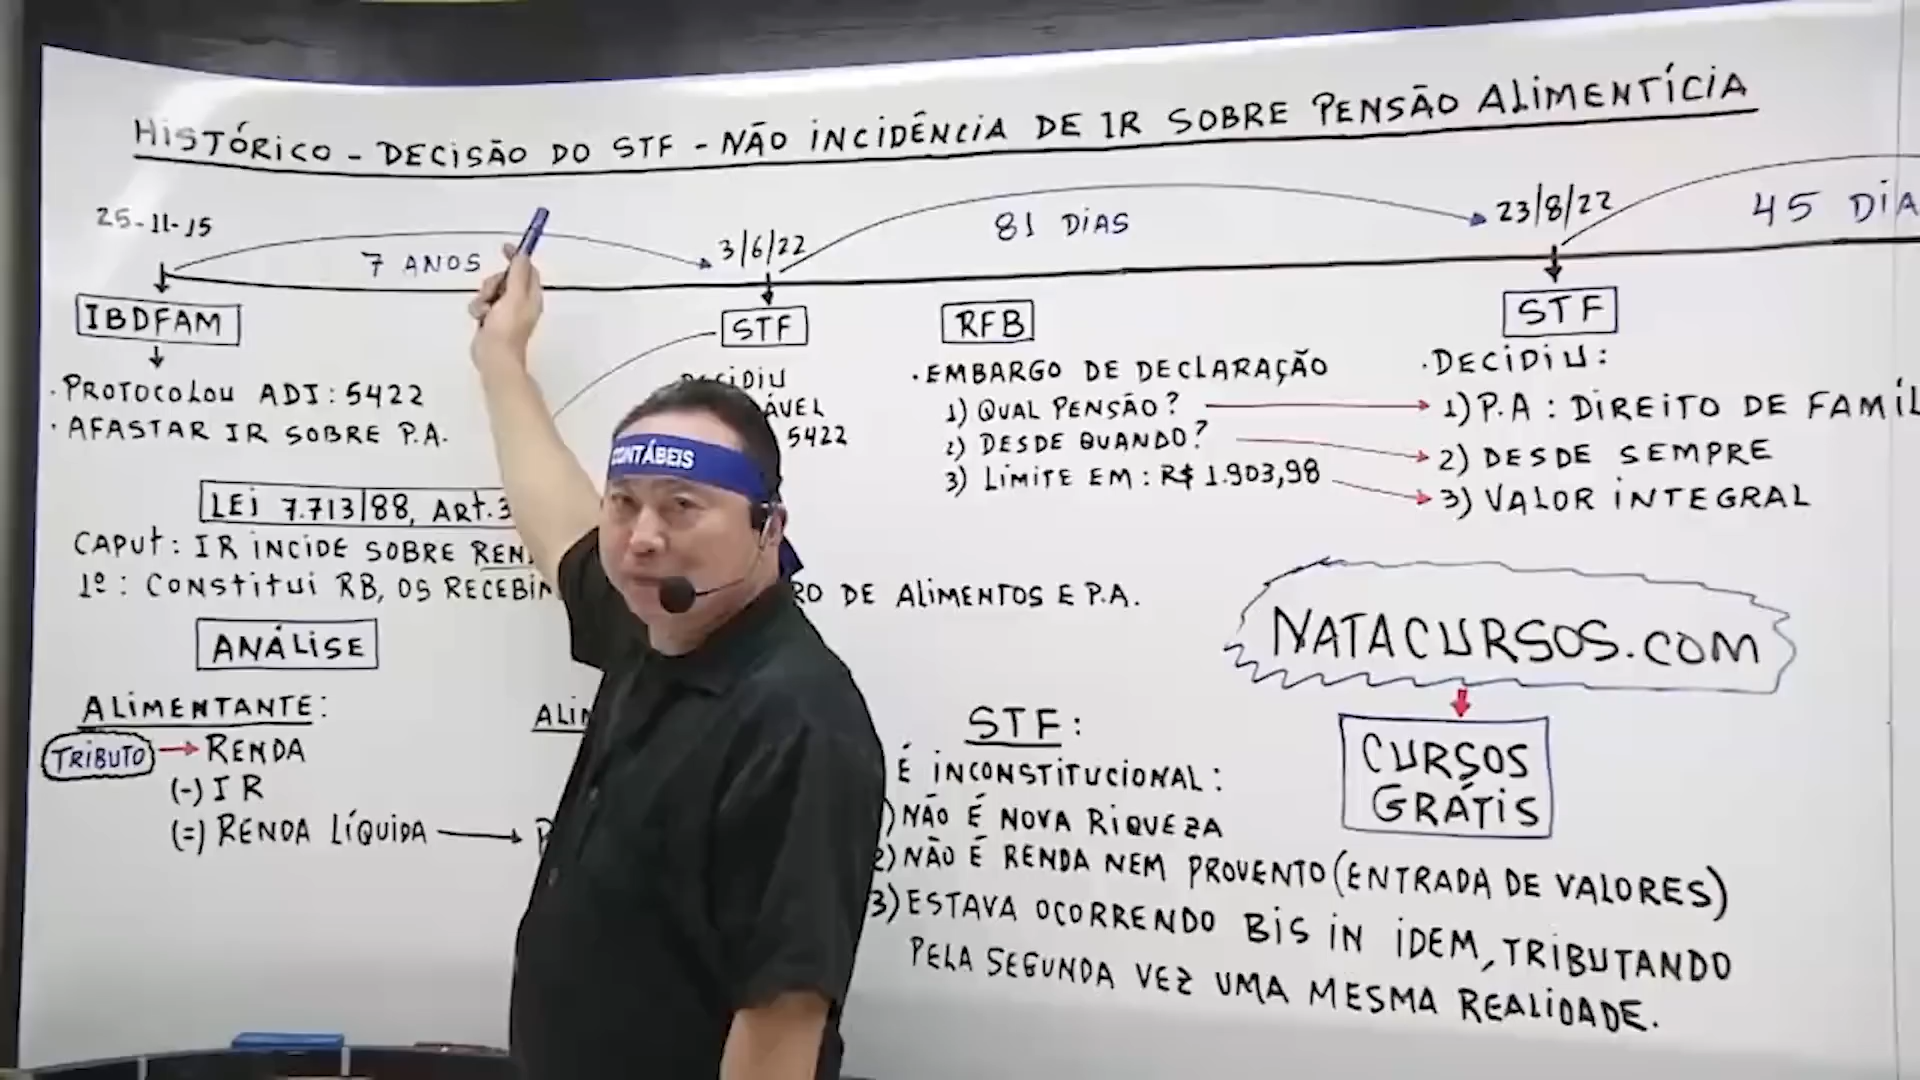 HISTÓRICO - DECISÃO DO STF - NÃO INCIDÊNCIA DE IR SOBRE PENSÃO ALIMENTÍCIA
25-11-15
7 ANOS
3/6/22
81 DIAS
23/8/22
45 DIA
IBDFAM
· PROTOCOLOU ADI: 5422
· AFASTAR IR SOBRE P.A.
STF
5422
RFB
· EMBARGO DE DECLARAÇÃO
1) QUAL PENSÃO?
2) DESDE QUANDO?
3) LIMITE EM: R$ 1.903,98
STF
· DECIDIU:
1) P.A: DIREITO DE FAMÍL
2) DESDE SEMPRE
3) VALOR INTEGRAL
CONTÁBEIS
LEI 7.713/88, ART. 3
CAPUT: IR INCIDE SOBRE REN
1º: CONSTITUI RB, OS RECEBIM
RO DE ALIMENTOS E P.A.
ANÁLISE
ALIMENTANTE:
TRIBUTO RENDA
(-) IR
(=) RENDA LÍQUIDA
ALIM
STF:
É INCONSTITUCIONAL:
) NÃO É NOVA RIQUEZA
2) NÃO É RENDA NEM PROVENTO (ENTRADA DE VALORES)
3) ESTAVA OCORRENDO BIS IN IDEM, TRIBUTANDO
PELA SEGUNDA VEZ UMA MESMA REALIDADE.
NATACURSOS.COM
CURSOS
GRÁTIS